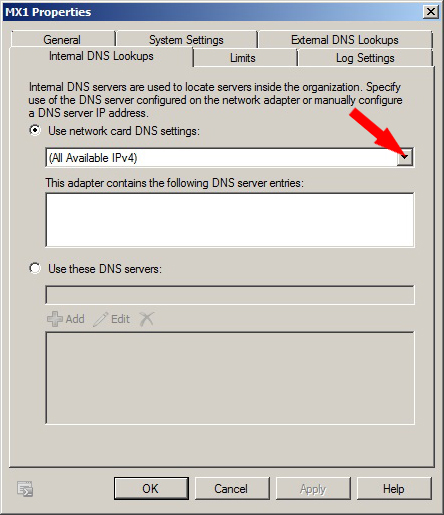 MX1 Properties
General
System Settings
External DNS Lookups
Internal DNS Lookups
Limits
Log Settings
Internal DNS servers are used to locate servers inside the organization. Specify
use of the DNS server configured on the network adapter or manually configure
a DNS server IP address.
Use network card DNS settings:
(All Available IPv4)
This adapter contains the following DNS server entries:
Use these DNS servers:
Add
Edit
OK
Cancel
Apply
Help